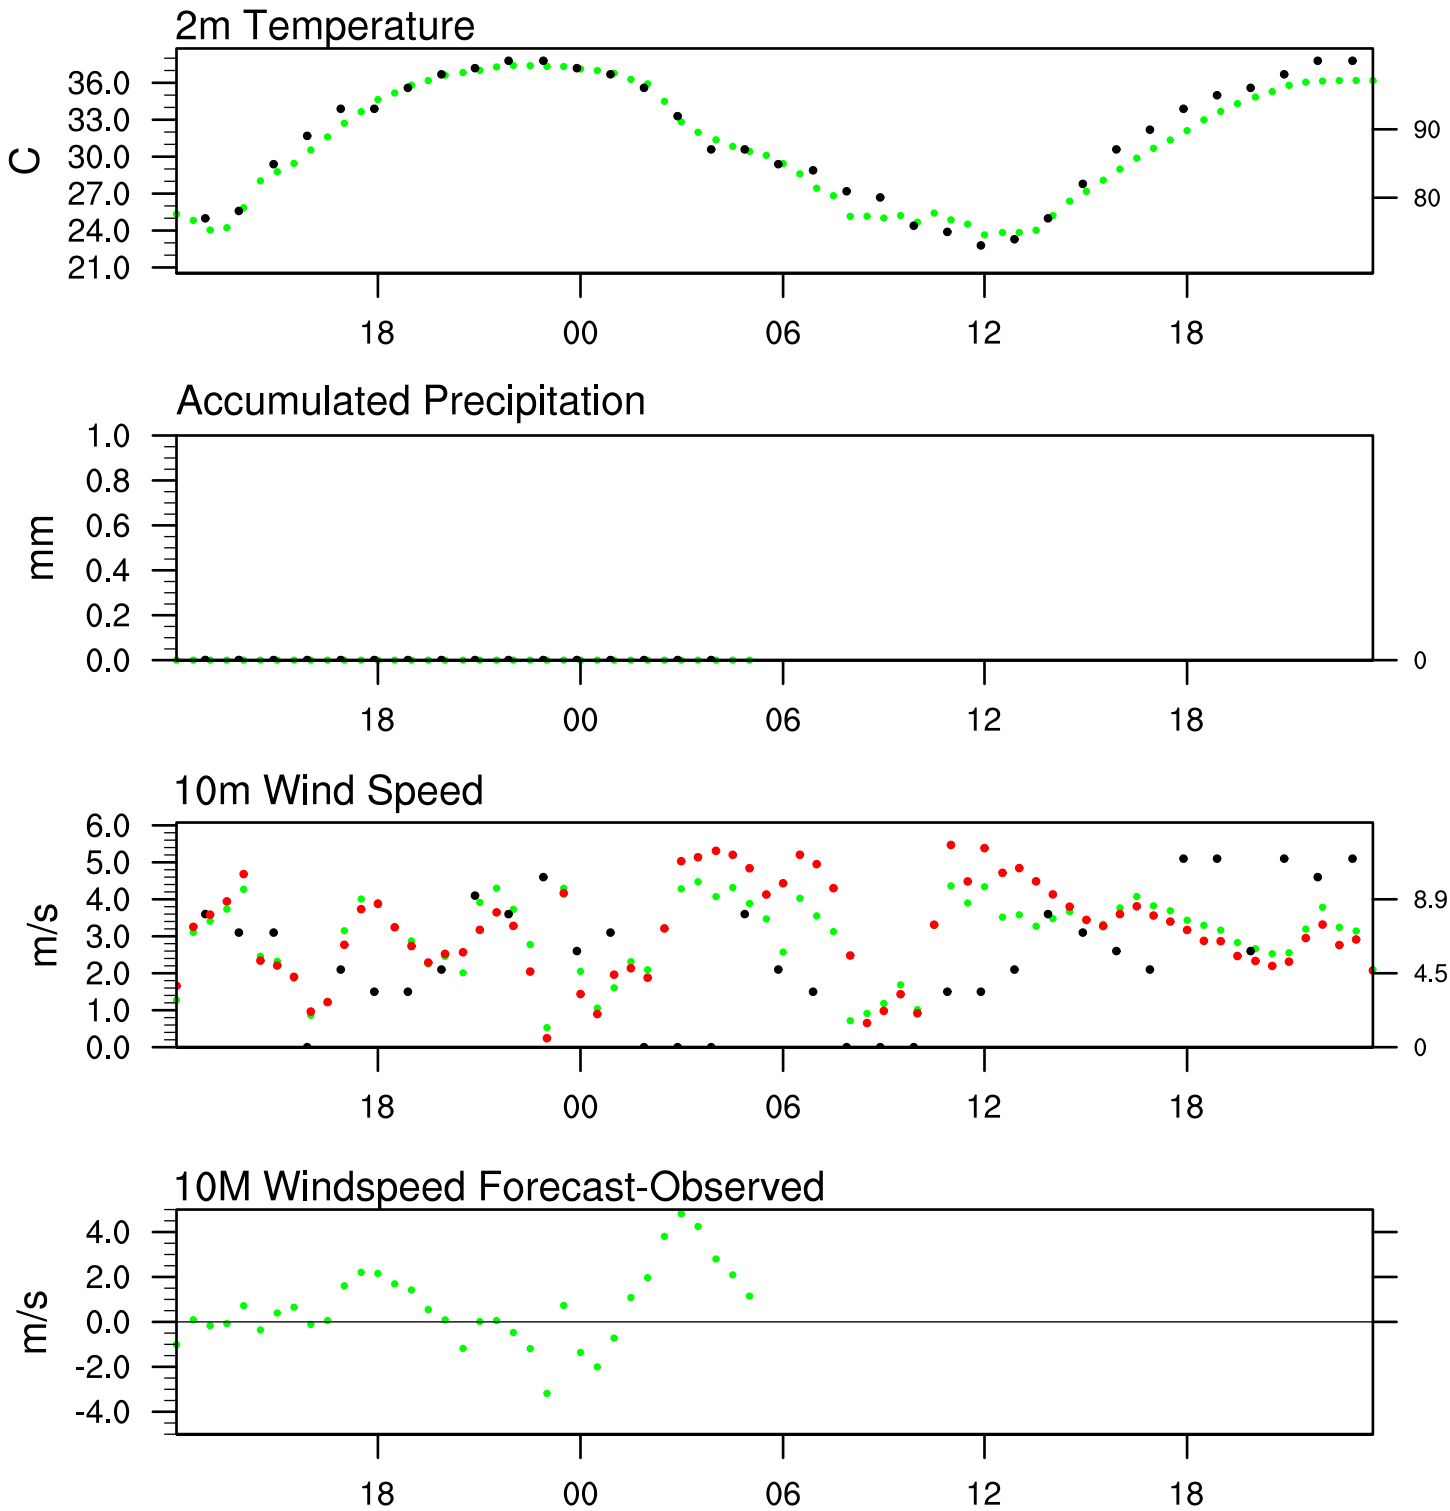 2m Temperature
C
36.0
33.0
30.0
27.0
24.0
21.0
90
80
18 00 06 12 18
Accumulated Precipitation
mm
1.0
0.8
0.6
0.4
0.2
0.0
0
18 00 06 12 18
10m Wind Speed
m/s
6.0
5.0
4.0
3.0
2.0
1.0
0.0
8.9
4.5
0
18 00 06 12 18
10M Windspeed Forecast-Observed
m/s
4.0
2.0
0.0
-2.0
-4.0
18 00 06 12 18